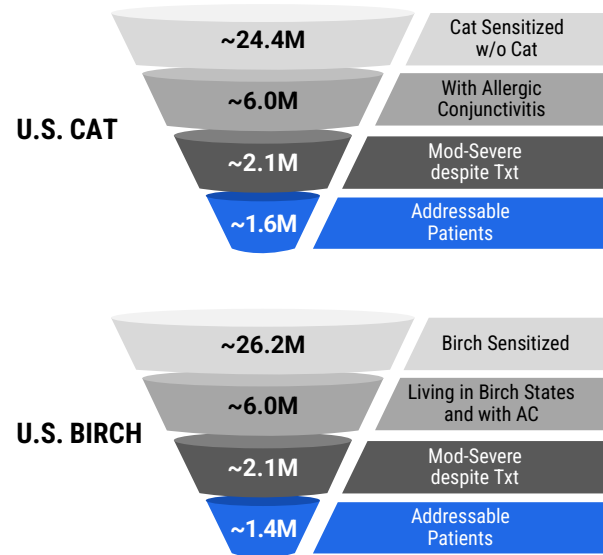 ~24.4M
Cat Sensitized
w/o Cat
~6.0M
With Allergic
Conjunctivitis
U.S. CAT
~2.1M
Mod-Severe
despite Txt
~1.6M
Addressable
Patients
~26.2M
Birch Sensitized
~6.0M
Living in Birch States
and with AC
U.S. BIRCH
~2.1M
Mod-Severe
despite Txt
~1.4M
Addressable
Patients